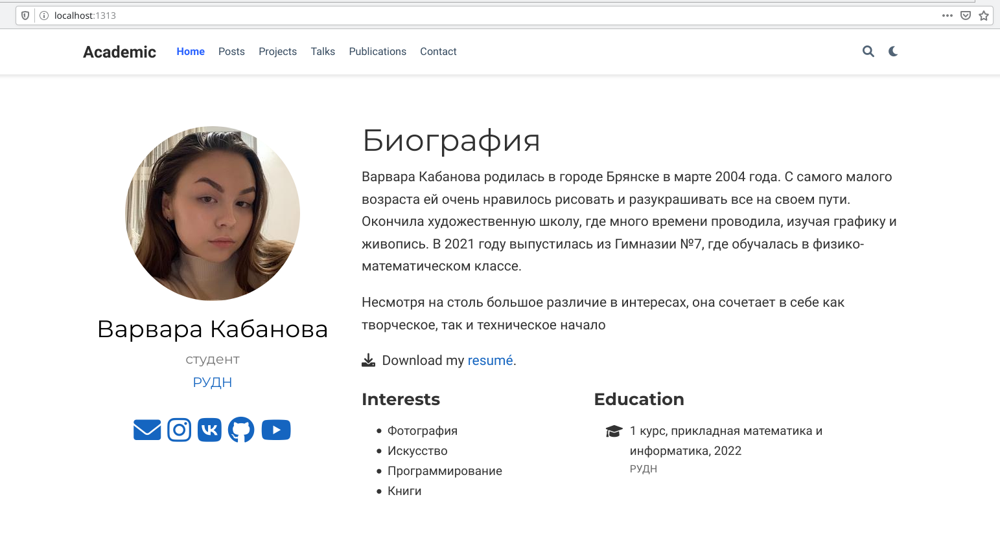 localhost:1313
Academic Home Posts Projects Talks Publications Contact
Биография
Варвара Кабанова родилась в городе Брянске в марте 2004 года. С самого малого
возраста ей очень нравилось рисовать и разукрашивать все на своем пути.
Окончила художественную школу, где много времени проводила, изучая графику и
живопись. В 2021 году выпустилась из Гимназии №7, где обучалась в физико-
математическом классе.
Несмотря на столь большое различие в интересах, она сочетает в себе как
творческое, так и техническое начало
Download my resumé.
Варвара Кабанова
студент
РУДН
Interests
Фотография
Искусство
Программирование
Книги
Education
1 курс, прикладная математика и
информатика, 2022
РУДН